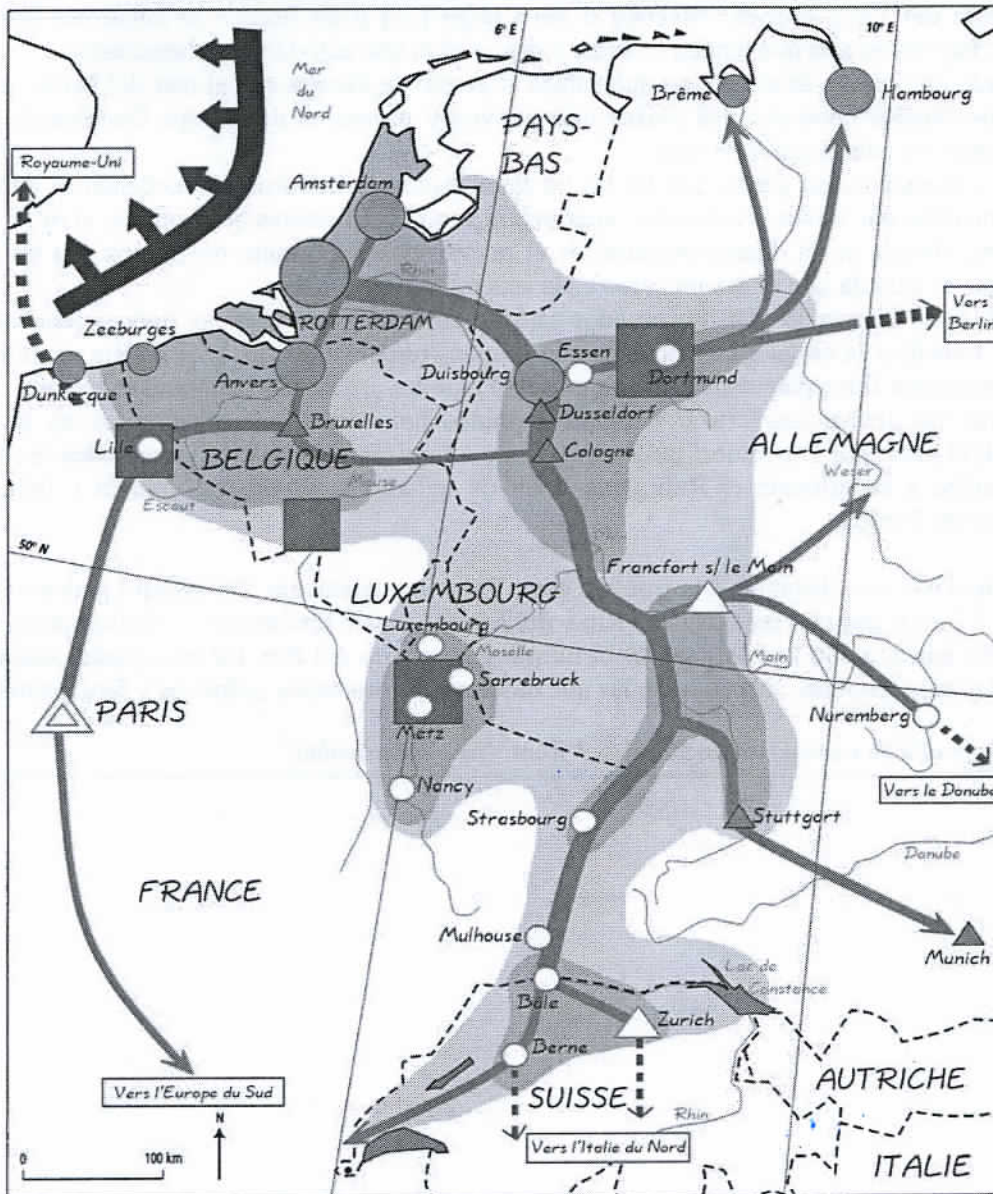 6° E
10° E
Mer
du
Nord
PAYS-
BAS
Brême
Hambourg
Royaume-Uni
Amsterdam
Rhin
Vers
Berlin
Zeeburges
ROTTERDAM
Essen
Dunkerque
Anvers
Duisbourg
Dortmund
Dusseldorf
Bruxelles
Lille
BELGIQUE
Cologne
ALLEMAGNE
Meuse
Weser
Escaut
50° N
Francfort s/ le Main
LUXEMBOURG
Luxembourg
Moselle
Main
Sarrebruck
PARIS
Metz
Nuremberg
Nancy
Vers le Danube
Strasbourg
Stuttgart
Danube
FRANCE
Mulhouse
Munich
Lac de
Constance
Bâle
Zurich
Berne
Vers l'Europe du Sud
SUISSE
AUTRICHE
N
Rhin
Vers l'Italie du Nord
0
100 km
ITALIE